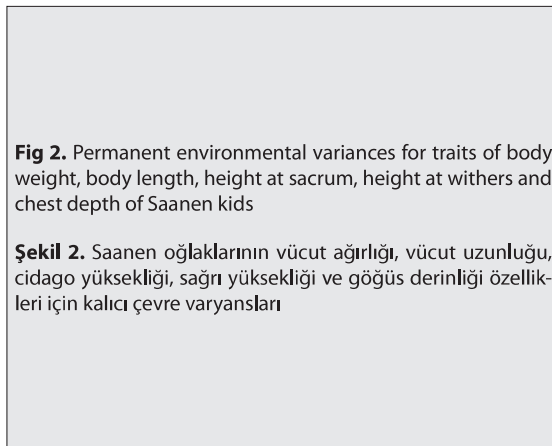 Fig 2. Permanent environmental variances for traits of body
weight, body length, height at sacrum, height at withers and
chest depth of Saanen kids
Şekil 2. Saanen oğlaklarının vücut ağırlığı, vücut uzunluğu,
cidago yüksekliği, sağrı yüksekliği ve göğüs derinliği özellik-
leri için kalıcı çevre varyansları